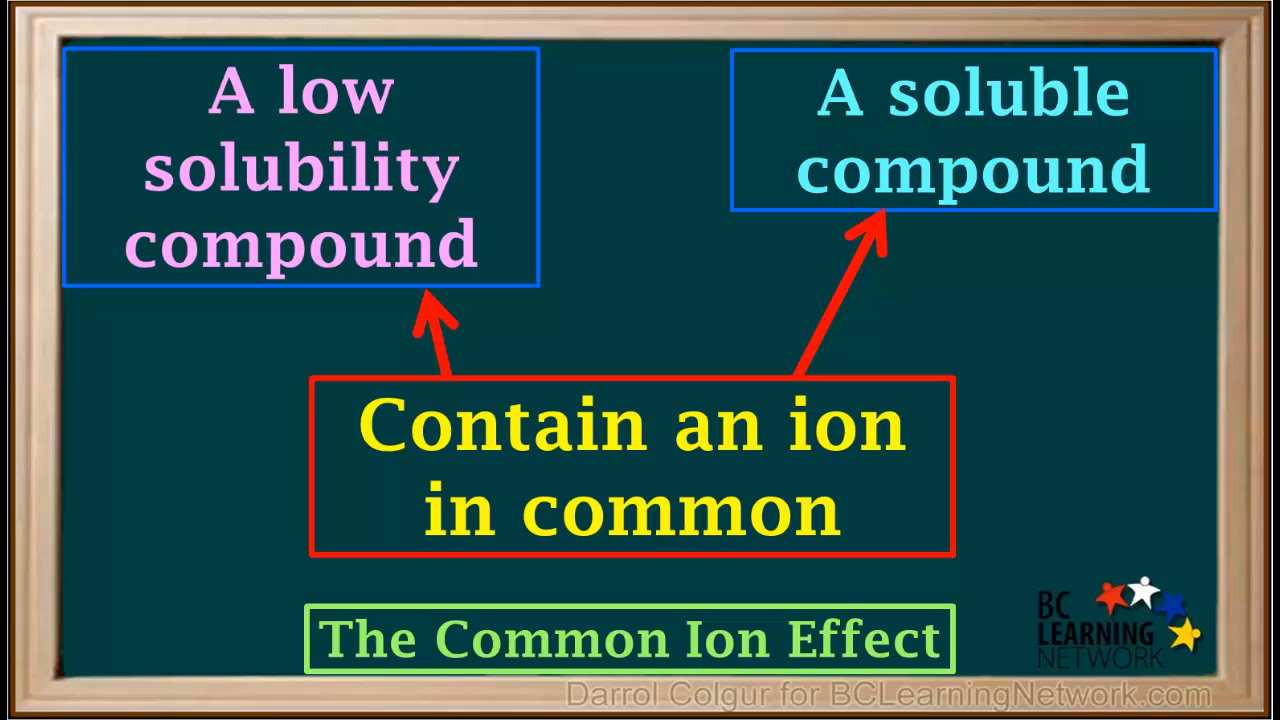 A low
solubility
compound
A soluble
compound
Contain an ion
in common
The Common Ion Effect
BC
LEARNING
NETWORK
Darrol Colgur for BCLearningNetwork.com